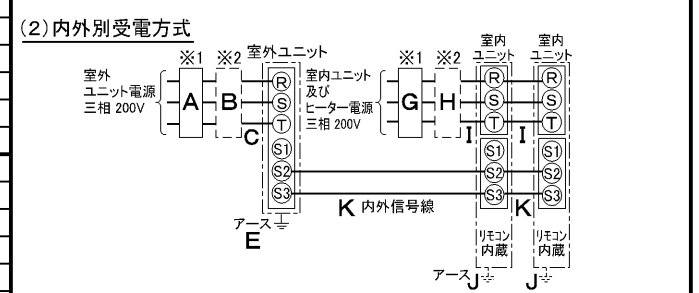 (2)内外別受電方式
※1 ※2 室外ユニット
室外
ユニット電源
三相 200V
A B C
R
S
T
S1
S2
S3
アース
E
※1 ※2
室内ユニット
及び
ヒーター電源
三相 200V
G H I I
室内
ユニット
室内
ユニット
R R
S S
T T
S1 S1
S2 S2
S3 S3
K 内外信号線
K
リモコン
内蔵
リモコン
内蔵
アース J J